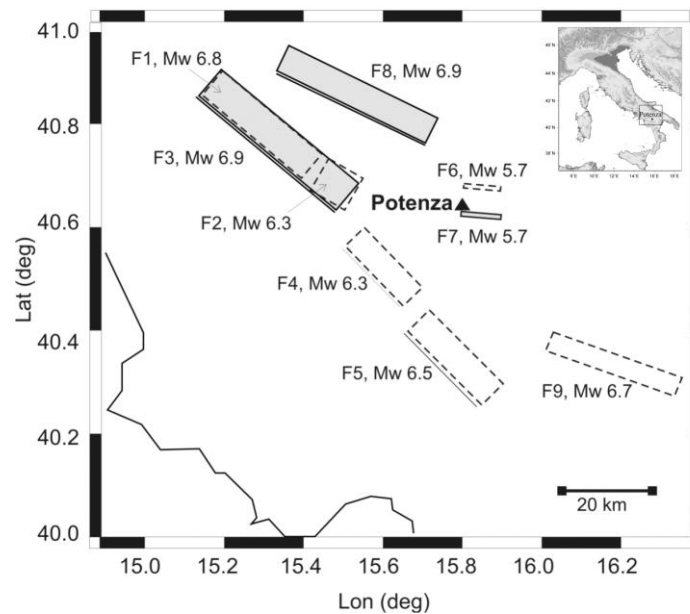 41.0
40.8
40.6
40.4
40.2
40.0
Lat (deg)
F1, Mw 6.8
F8, Mw 6.9
F3, Mw 6.9
F6, Mw 5.7
Potenza
F2, Mw 6.3
F7, Mw 5.7
F4, Mw 6.3
F5, Mw 6.5
F9, Mw 6.7
20 km
15.0 15.2 15.4 15.6 15.8 16.0 16.2
Lon (deg)
Potenza